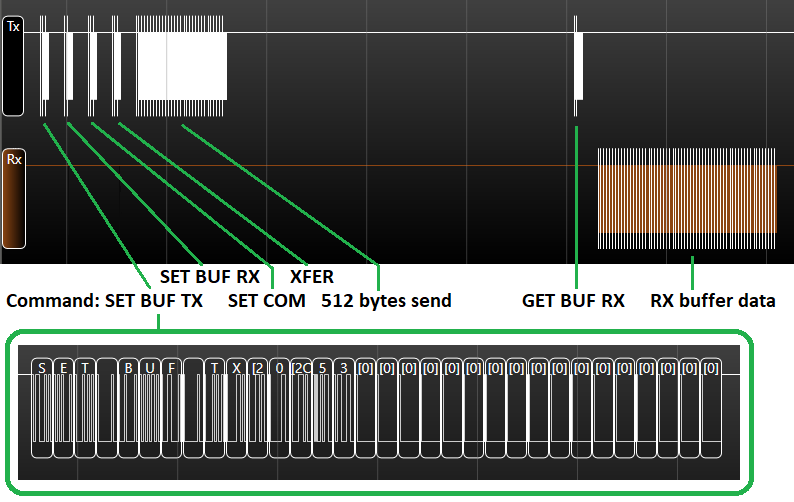 Tx
Rx
SET BUF RX XFER
Command: SET BUF TX SET COM 512 bytes send GET BUF RX RX buffer data
S E T B U F T X [2 0 [2C 5 3 [0] [0] [0] [0] [0] [0] [0] [0] [0] [0] [0] [0] [0] [0] [0] [0] [0]